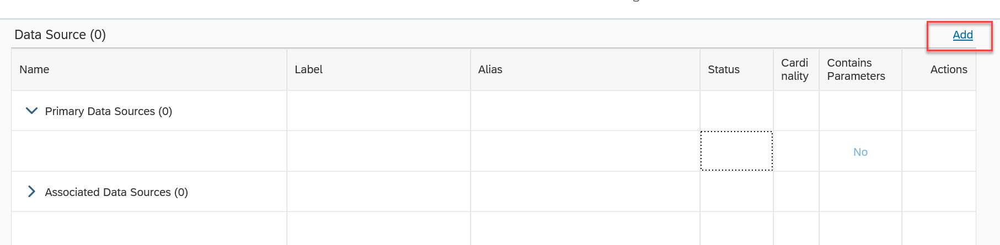 Data Source (0)
Add
Name
Label
Alias
Status
Cardi
nality
Contains
Parameters
Actions
Primary Data Sources (0)
No
Associated Data Sources (0)